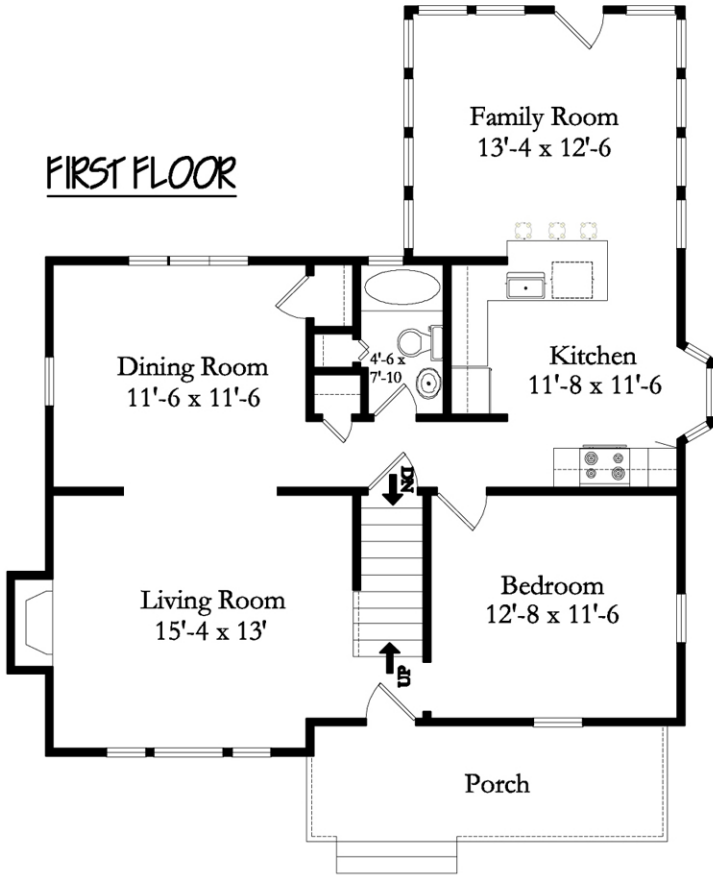 Family Room
13'-4 x 12'-6
FIRST FLOOR
Dining Room
11'-6 x 11'-6
4'-6 x
7'-10
Kitchen
11'-8 x 11'-6
DN
Living Room
15'-4 x 13'
Bedroom
12'-8 x 11'-6
UP
Porch